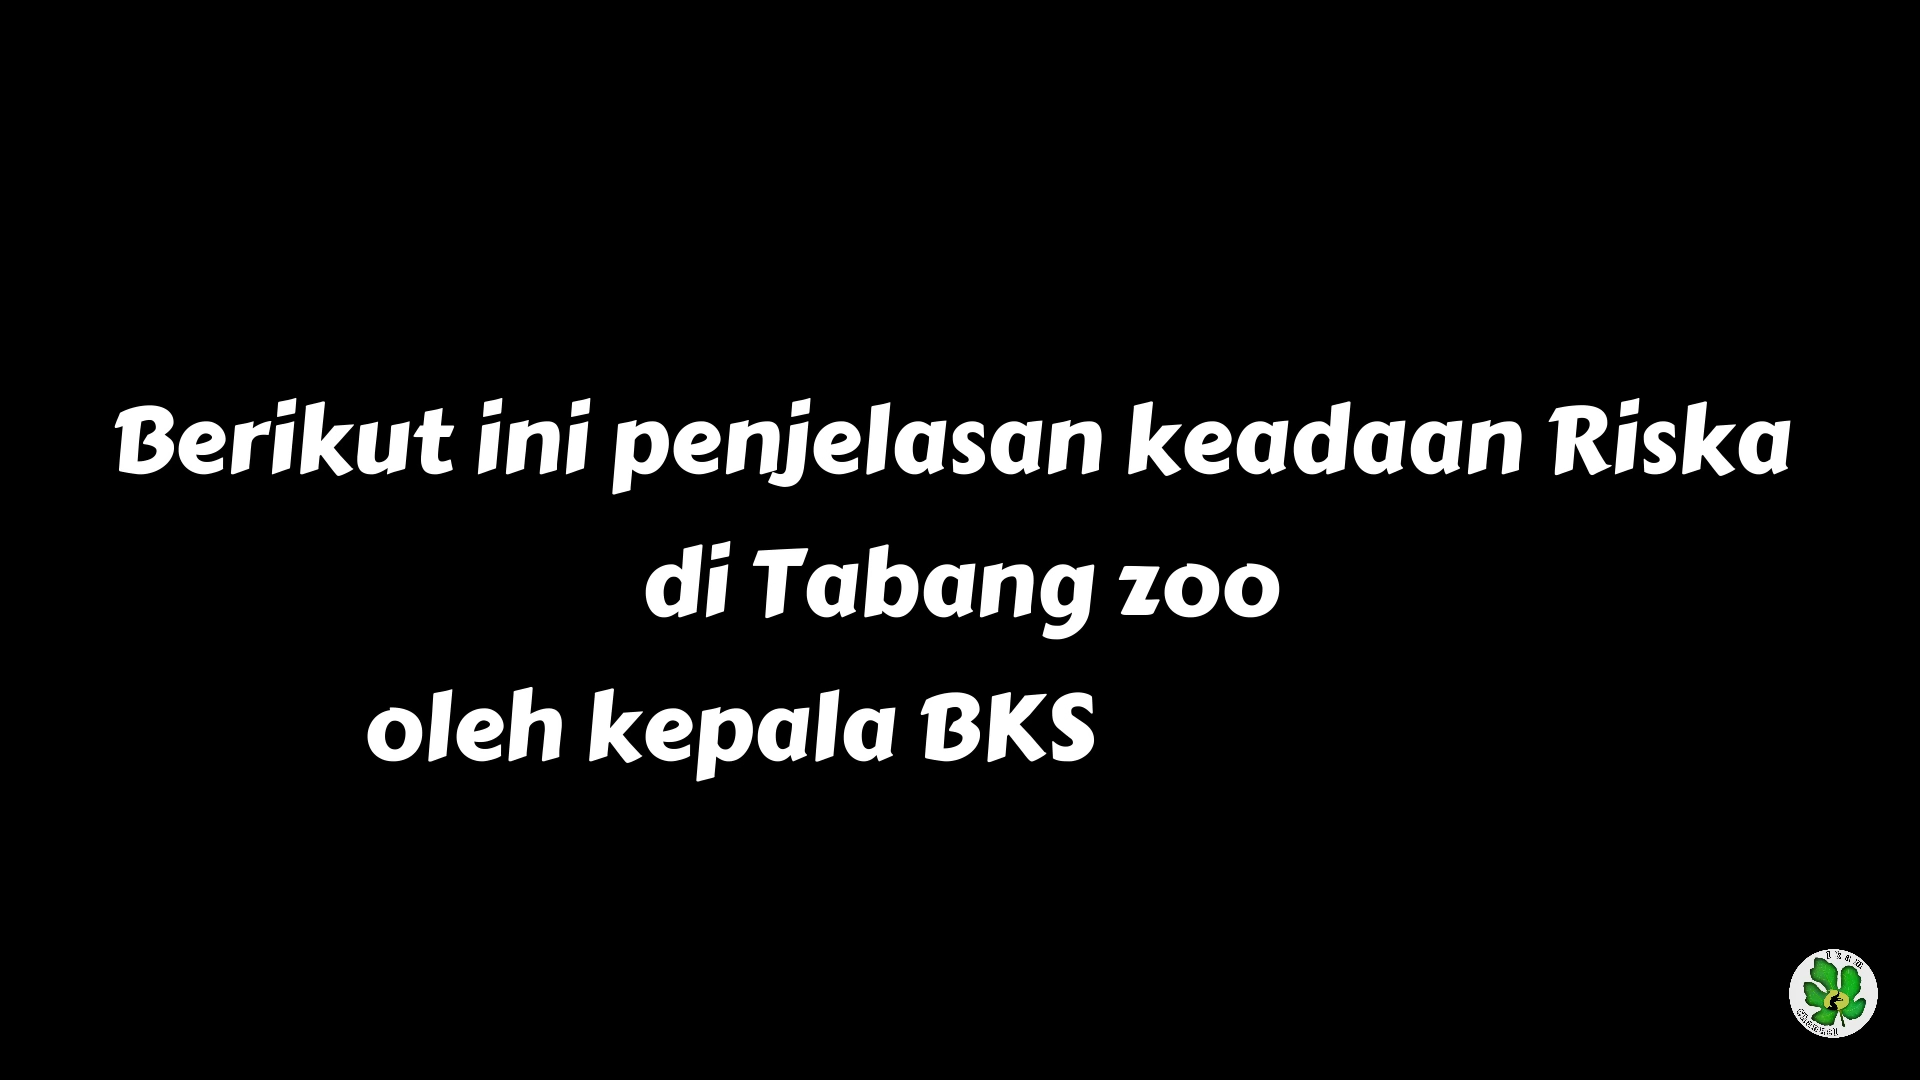 Berikut ini penjelasan keadaan Riska
di Tabang zoo
oleh kepala BKS